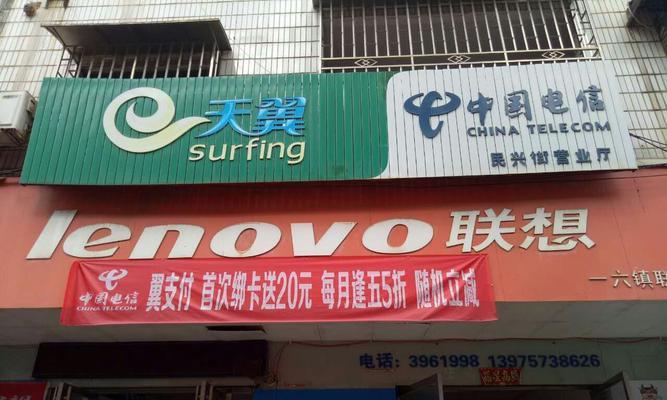 天翼
surfing
中国电信
CHINA TELECOM
民兴街营业厅
lenovo 联想
一六镇联
中国电信
CHINA TELECOM
翼支付 首次绑卡送20元 每月逢五5折 随机立减
电话：3961998 13975738626